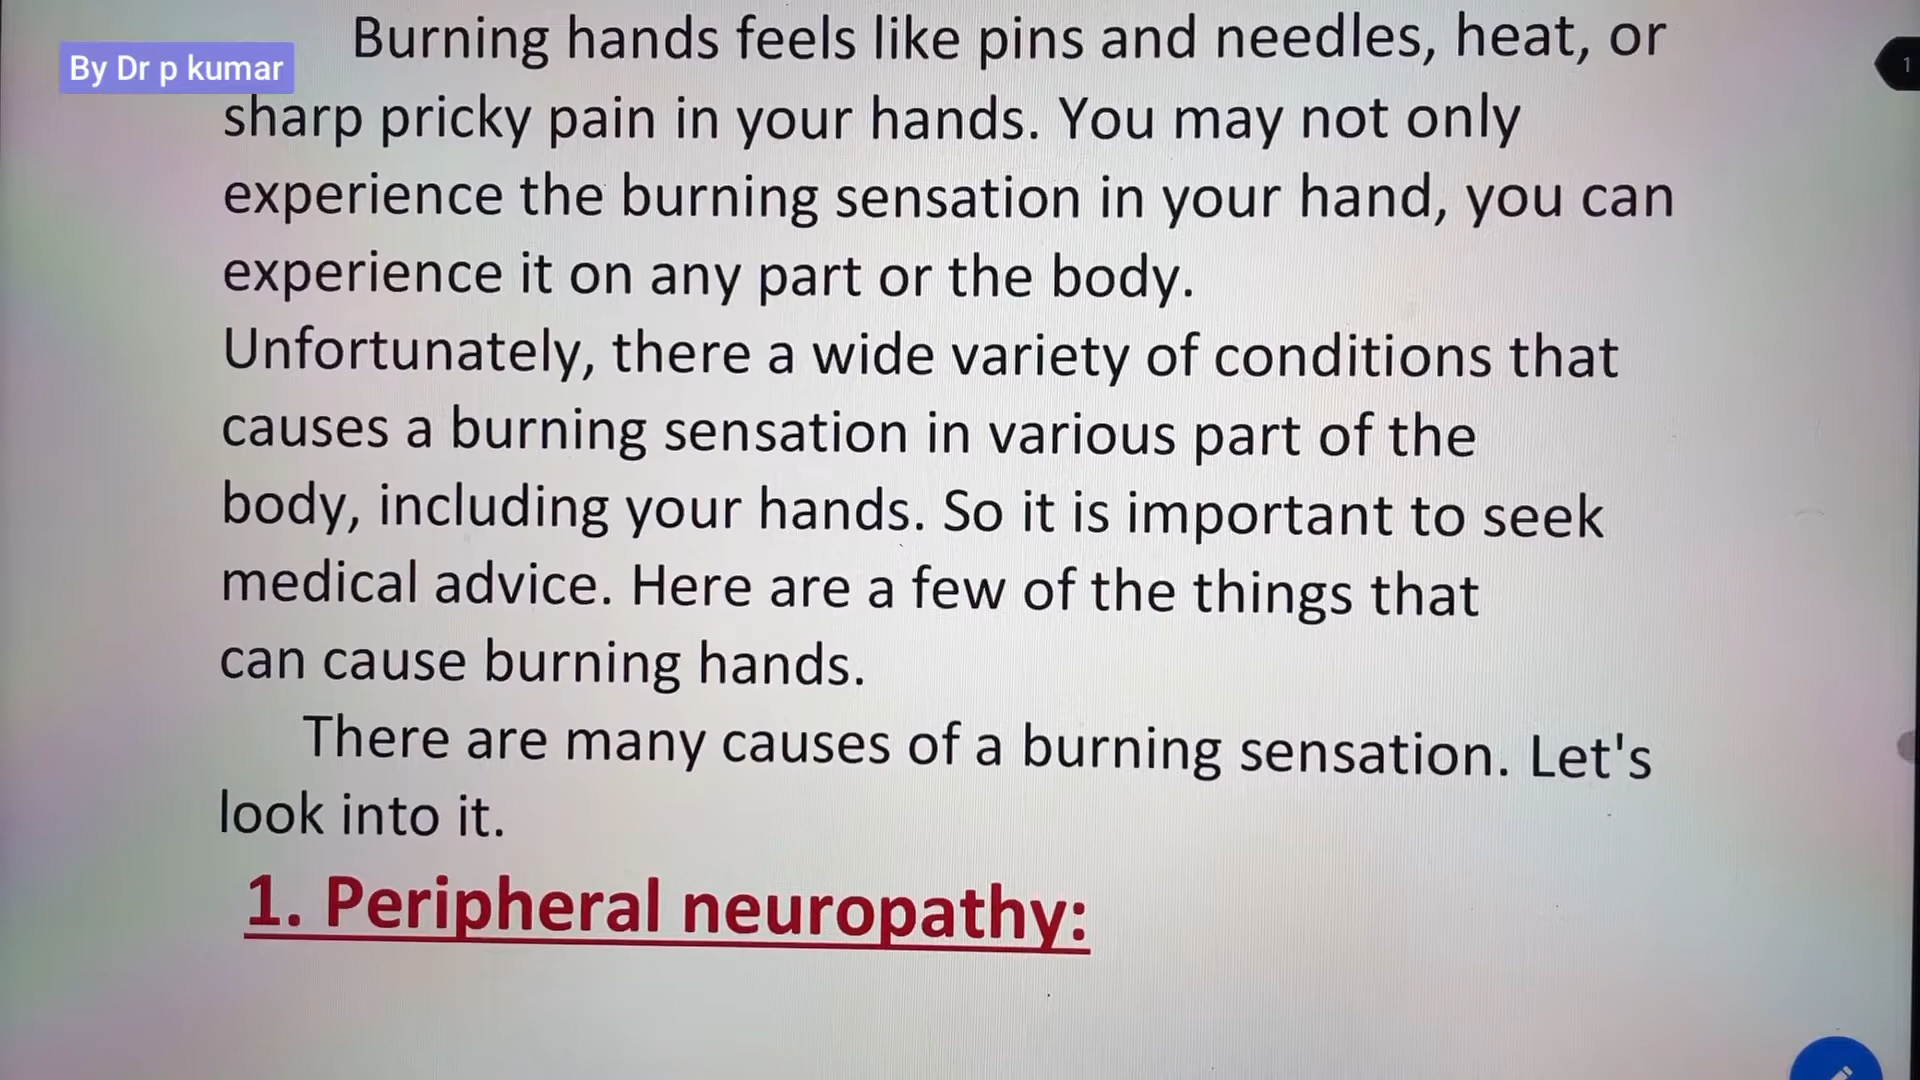 By Dr p kumar
Burning hands feels like pins and needles, heat, or
sharp pricky pain in your hands. You may not only
experience the burning sensation in your hand, you can
experience it on any part or the body.
Unfortunately, there a wide variety of conditions that
causes a burning sensation in various part of the
body, including your hands. So it is important to seek
medical advice. Here are a few of the things that
can cause burning hands.
There are many causes of a burning sensation. Let's
look into it.
1. Peripheral neuropathy:
1